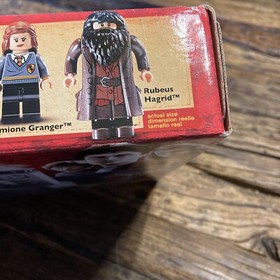 Rubeus
Hagrid™
mione Granger™
actual size
dimension réelle
tamaño real